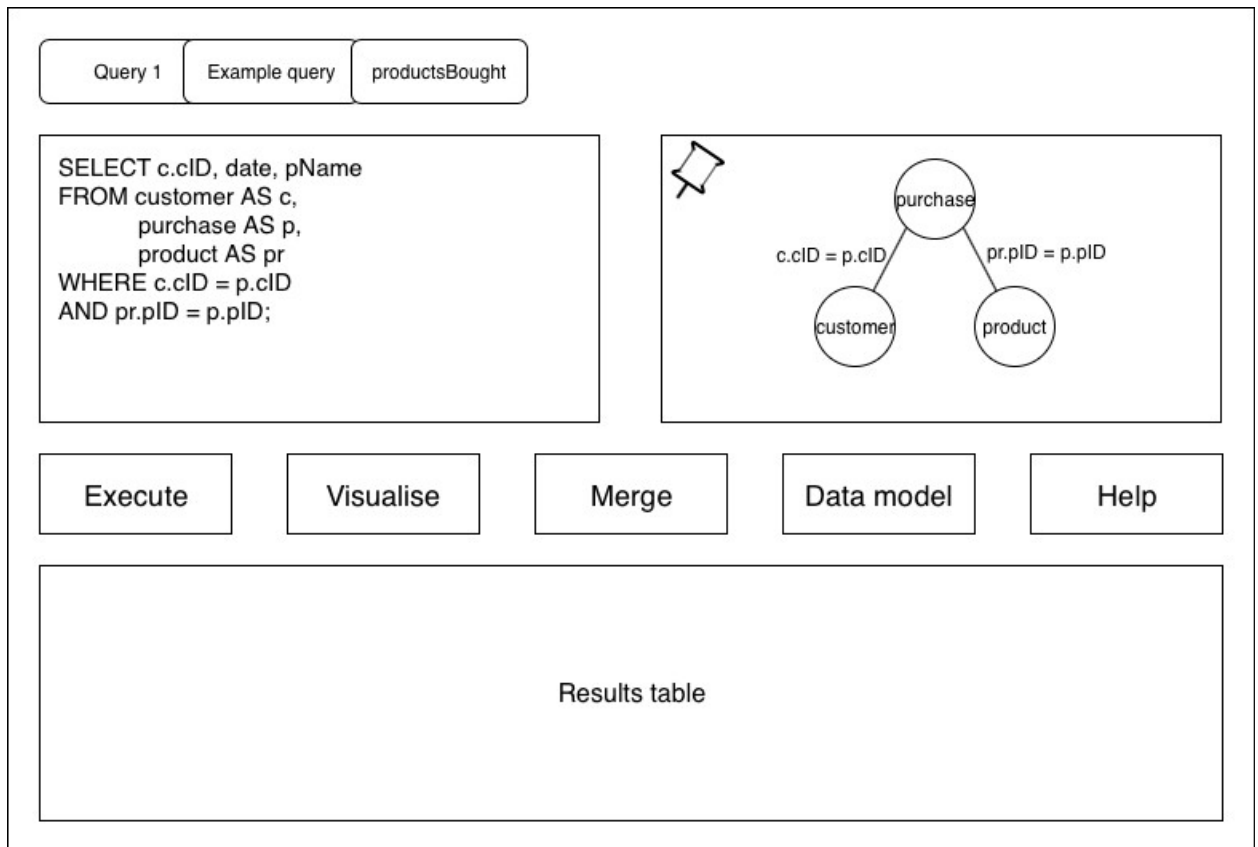 Query 1
Example query
productsBought
SELECT c.cID, date, pName
FROM customer AS c,
purchase AS p,
product AS pr
WHERE c.cID = p.cID
AND pr.pID = p.pID;
purchase
c.cID = p.cID
pr.pID = p.pID
customer
product
Execute
Visualise
Merge
Data model
Help
Results table